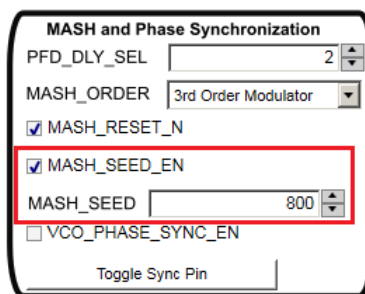 MASH and Phase Synchronization
PFD_DLY_SEL 2
MASH_ORDER 3rd Order Modulator
MASH_RESET_N
MASH_SEED_EN
MASH_SEED 800
VCO_PHASE_SYNC_EN
Toggle Sync Pin